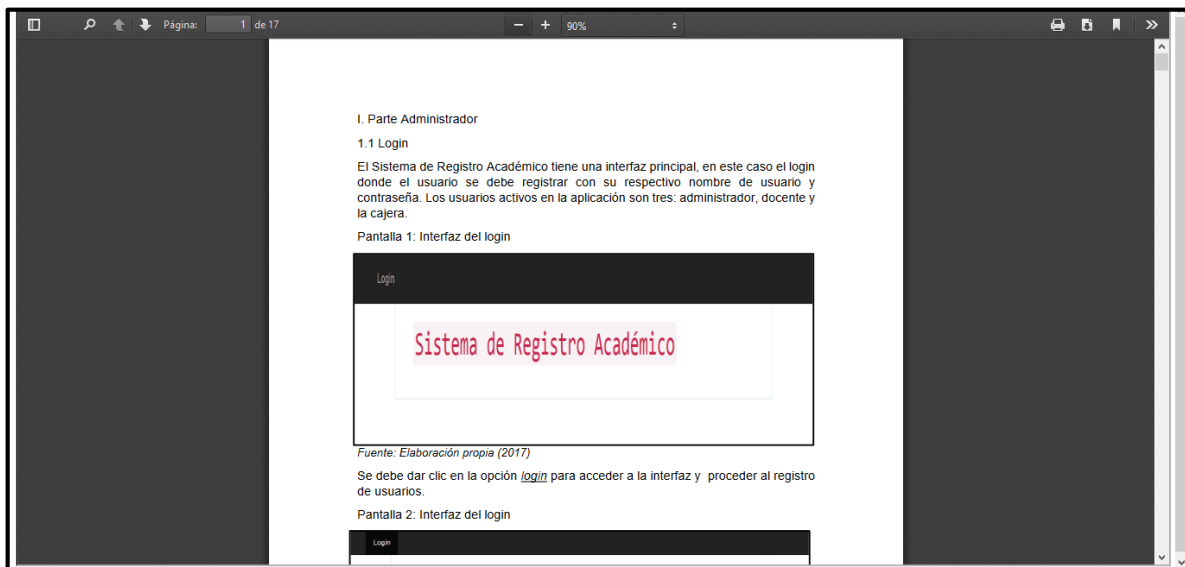 Página: 1 de 17 90%
I. Parte Administrador
1.1 Login
El Sistema de Registro Académico tiene una interfaz principal, en este caso el login
donde el usuario se debe registrar con su respectivo nombre de usuario y
contraseña. Los usuarios activos en la aplicación son tres: administrador, docente y
la cajera.
Pantalla 1: Interfaz del login
Login
Sistema de Registro Académico
Fuente: Elaboración propia (2017)
Se debe dar clic en la opción login para acceder a la interfaz y proceder al registro
de usuarios.
Pantalla 2: Interfaz del login
Login